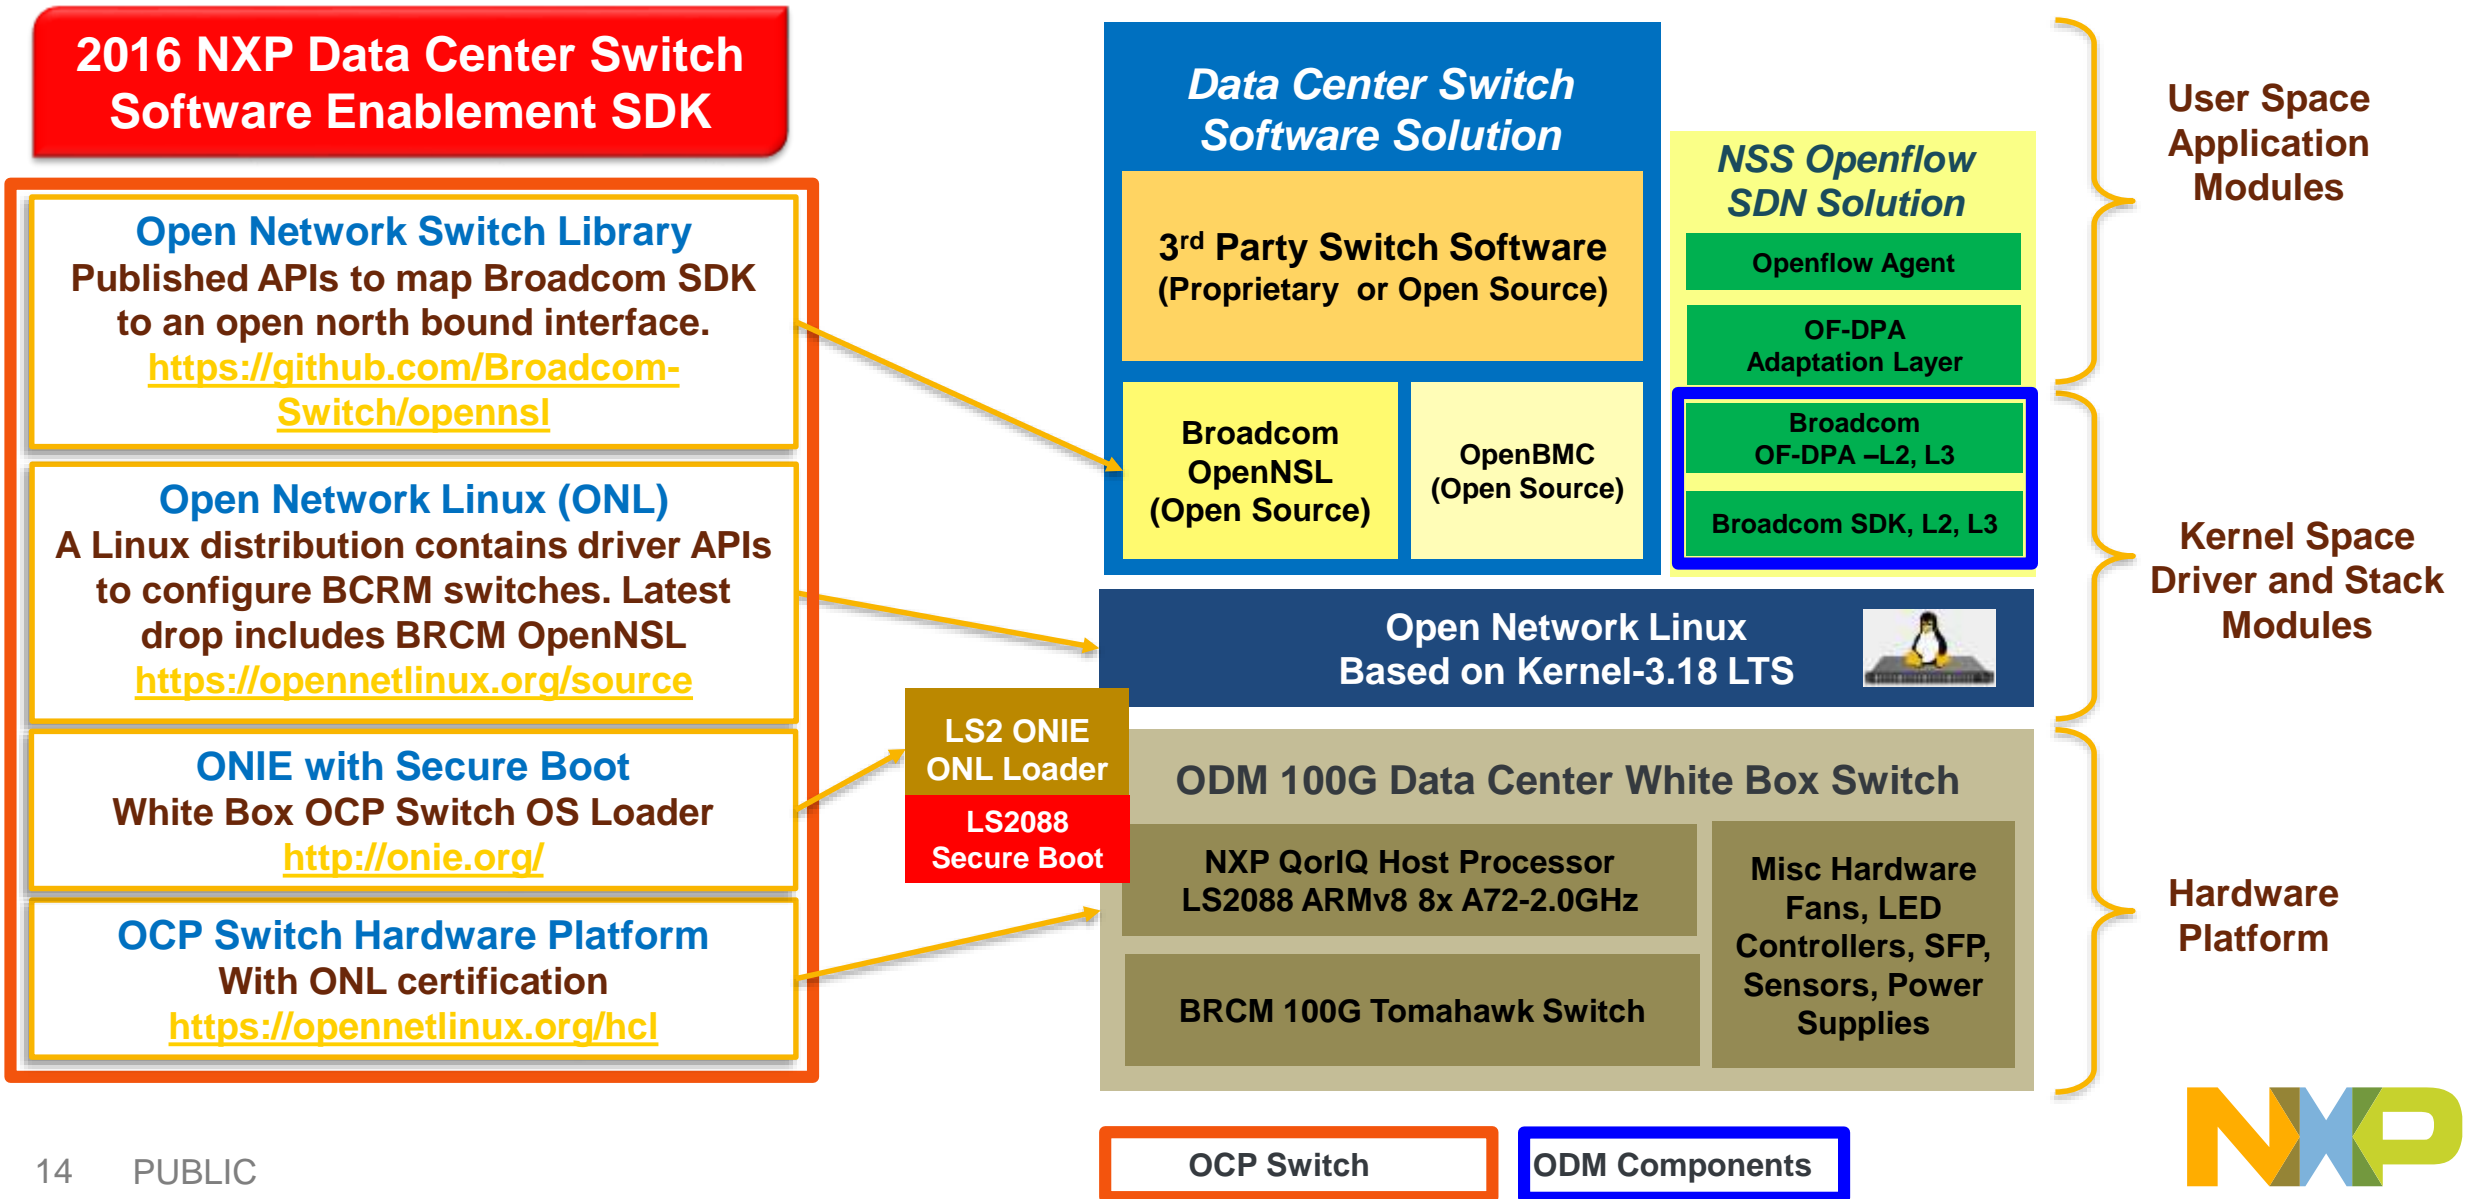 2016 NXP Data Center Switch
Software Enablement SDK
Open Network Switch Library
Published APIs to map Broadcom SDK
to an open north bound interface.
https://github.com/Broadcom-
Switch/opennsl
Open Network Linux (ONL)
A Linux distribution contains driver APIs
to configure BCRM switches. Latest
drop includes BRCM OpenNSL
https://opennetlinux.org/source
ONIE with Secure Boot
White Box OCP Switch OS Loader
http://onie.org/
OCP Switch Hardware Platform
With ONL certification
https://opennetlinux.org/hcl
Data Center Switch
Software Solution
3rd Party Switch Software
(Proprietary or Open Source)
Broadcom
OpenNSL
(Open Source)
OpenBMC
(Open Source)
NSS Openflow
SDN Solution
Openflow Agent
OF-DPA
Adaptation Layer
Broadcom
OF-DPA –L2, L3
Broadcom SDK, L2, L3
Open Network Linux
Based on Kernel-3.18 LTS
LS2 ONIE
ONL Loader
LS2088
Secure Boot
ODM 100G Data Center White Box Switch
NXP QorIQ Host Processor
LS2088 ARMv8 8x A72-2.0GHz
BRCM 100G Tomahawk Switch
Misc Hardware
Fans, LED
Controllers, SFP,
Sensors, Power
Supplies
User Space
Application
Modules
Kernel Space
Driver and Stack
Modules
Hardware
Platform
OCP Switch
ODM Components
14 PUBLIC
NXP